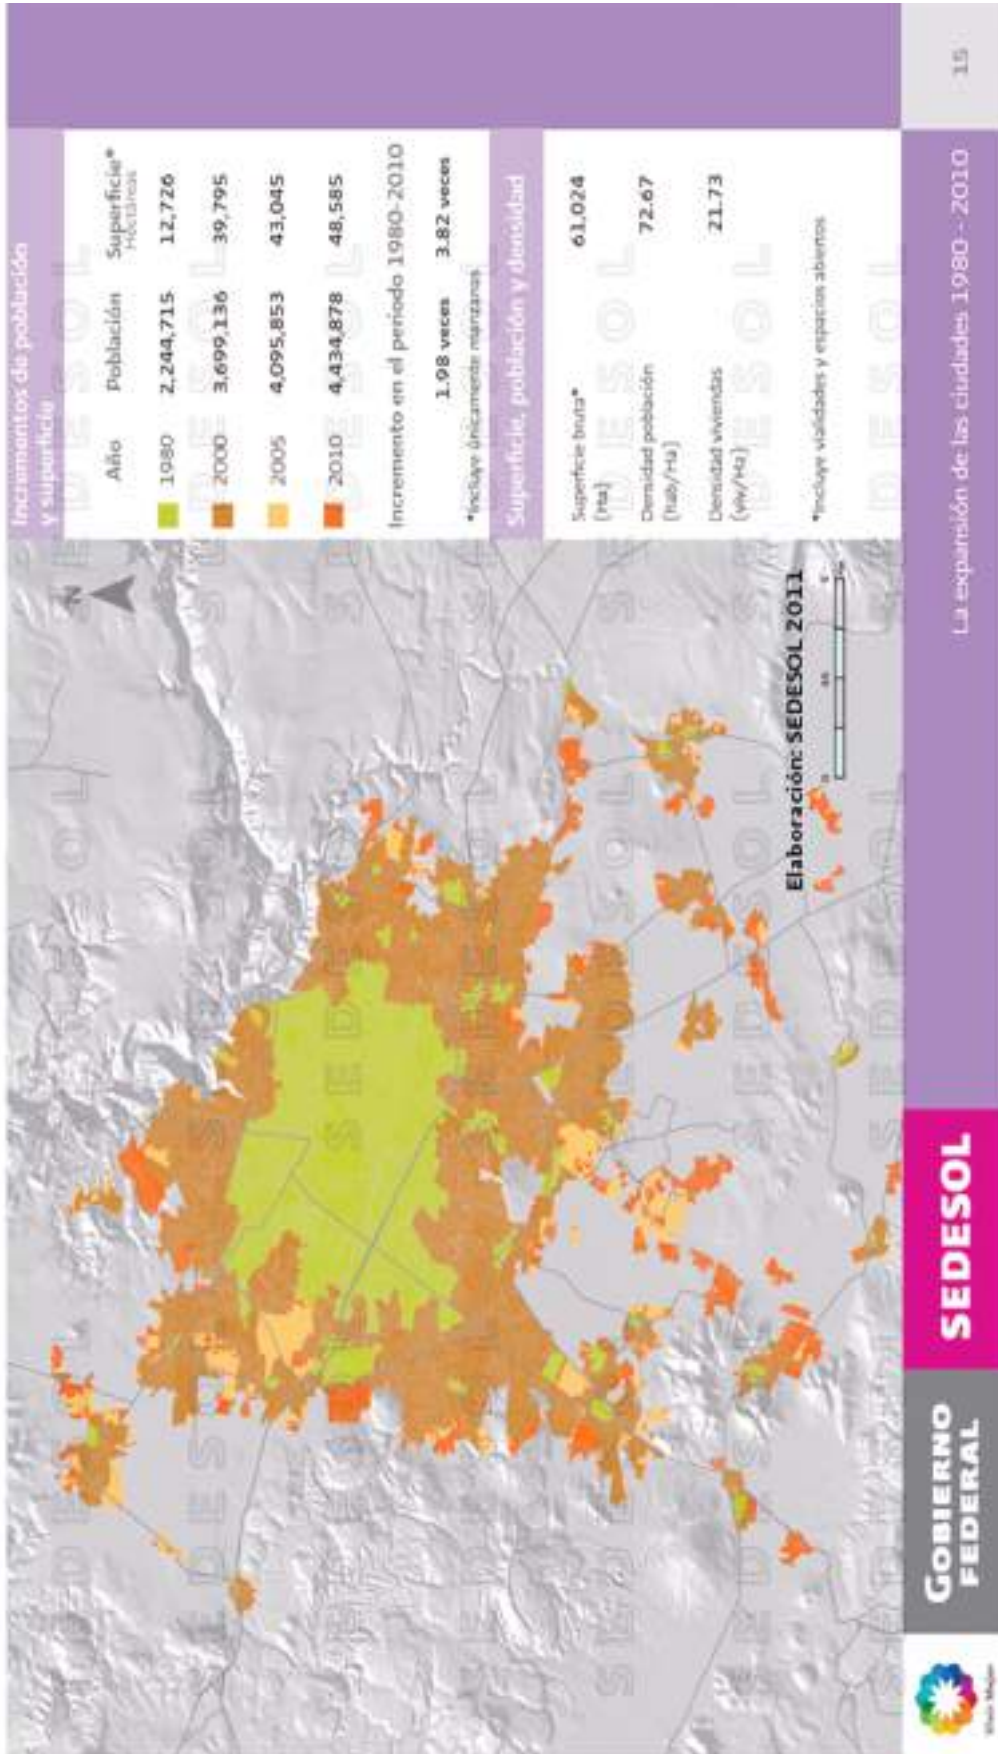 Incrementos de población
y superficie
Año Población Superficie*
Hectáreas
1980 2,244,715 12,726
2000 3,699,136 39,795
2005 4,095,853 43,045
2010 4,434,878 48,585
Incremento en el período 1980-2010
1.98 veces 3.82 veces
*Incluye únicamente manzanas
Superficie, población y densidad
Superficie bruta* 61,024
(Ha)
Densidad población 72.67
(hab/Ha)
Densidad viviendas 21.73
(viv/Ha)
*Incluye vialidades y espacios abiertos
N
Elaboración: SEDESOL 2011
SEDESOL
GOBIERNO
FEDERAL
SEDESOL
La expansión de las ciudades 1980 - 2010
15